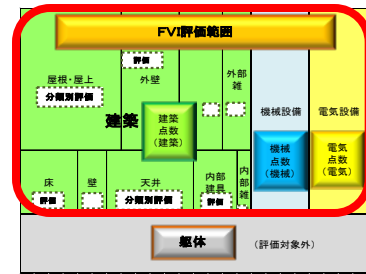 FVI評価範囲
評価
屋根・屋上
外壁
外部
雑
分類別評価
建築
建築
点数
(建築)
機械設備
電気設備
機械
点数
(機械)
電気
点数
(電気)
床
壁
天井
内部
建具
内部
雑
評価
分類別評価
評価
躯体
(評価対象外)